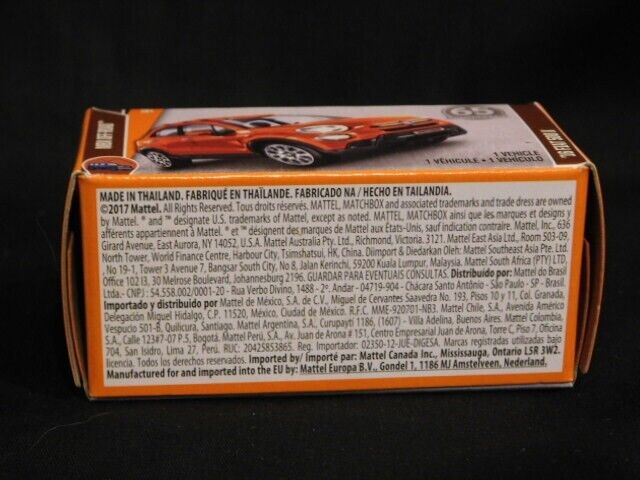 65
1 VEHICLE
1 VÉHICULE • 1 VEHÍCULO
MADE IN THAILAND. FABRIQUÉ EN THAÏLANDE. FABRICADO NA / HECHO EN TAILANDIA.
©2017 Mattel. All Rights Reserved. Tous droits réservés. MATTEL, MATCHBOX and associated trademarks and trade dress are owned
by Mattel. ® and ™ designate U.S. trademarks of Mattel, except as noted. MATTEL, MATCHBOX ainsi que les marques et designs y
afférents appartiennent à Mattel. ® et ™ désignent des marques de Mattel aux États-Unis, sauf indication contraire. Mattel, Inc., 636
Girard Avenue, East Aurora, NY 14052, U.S.A. Mattel Australia Pty. Ltd., Richmond, Victoria. 3121. Mattel East Asia Ltd., Room 503-09,
North Tower, World Finance Centre, Harbour City, Tsimshatsui, HK, China. Diimport & Diedarkan Oleh: Mattel Southeast Asia Pte. Ltd.
, No 19-1, Tower 3 Avenue 7, Bangsar South City, No 8, Jalan Kerinchi, 59200 Kuala Lumpur, Malaysia. Mattel South Africa (PTY) LTD,
Office 102 I3, 30 Melrose Boulevard, Johannesburg 2196. GUARDAR PARA EVENTUAIS CONSULTAS. Distribuído por: Mattel do Brasil
Ltda.- CNPJ : 54.558.002/0001-20 - Rua Verbo Divino, 1488 - 2º. Andar - 04719-904 - Chácara Santo Antônio - São Paulo - SP - Brasil.
Importado y distribuido por Mattel de México, S.A. de C.V., Miguel de Cervantes Saavedra No. 193, Pisos 10 y 11, Col. Granada,
Delegación Miguel Hidalgo, C.P. 11520, México, Ciudad de México. R.F.C. MME-920701-NB3. Mattel Chile, S.A., Avenida Américo
Vespucio 501-B, Quilicura, Santiago. Mattel Argentina, S.A., Curupaytí 1186, (1607) - Villa Adelina, Buenos Aires. Mattel Colombia,
S.A., Calle 123#7-07 P.5, Bogotá. Mattel Perú, S.A., Av. Juan de Arona # 151, Centro Empresarial Juan de Arona, Torre C, Piso 7, Oficina
704, San Isidro, Lima 27, Perú. RUC: 20425853865. Reg. Importador: 02350-12-JUE-DIGESA. Marcas registradas utilizadas bajo
licencia. Todos los derechos reservados. Imported by/ Importé par: Mattel Canada Inc., Mississauga, Ontario L5R 3W2.
Manufactured for and imported into the EU by: Mattel Europa B.V., Gondel 1, 1186 MJ Amstelveen, Nederland.